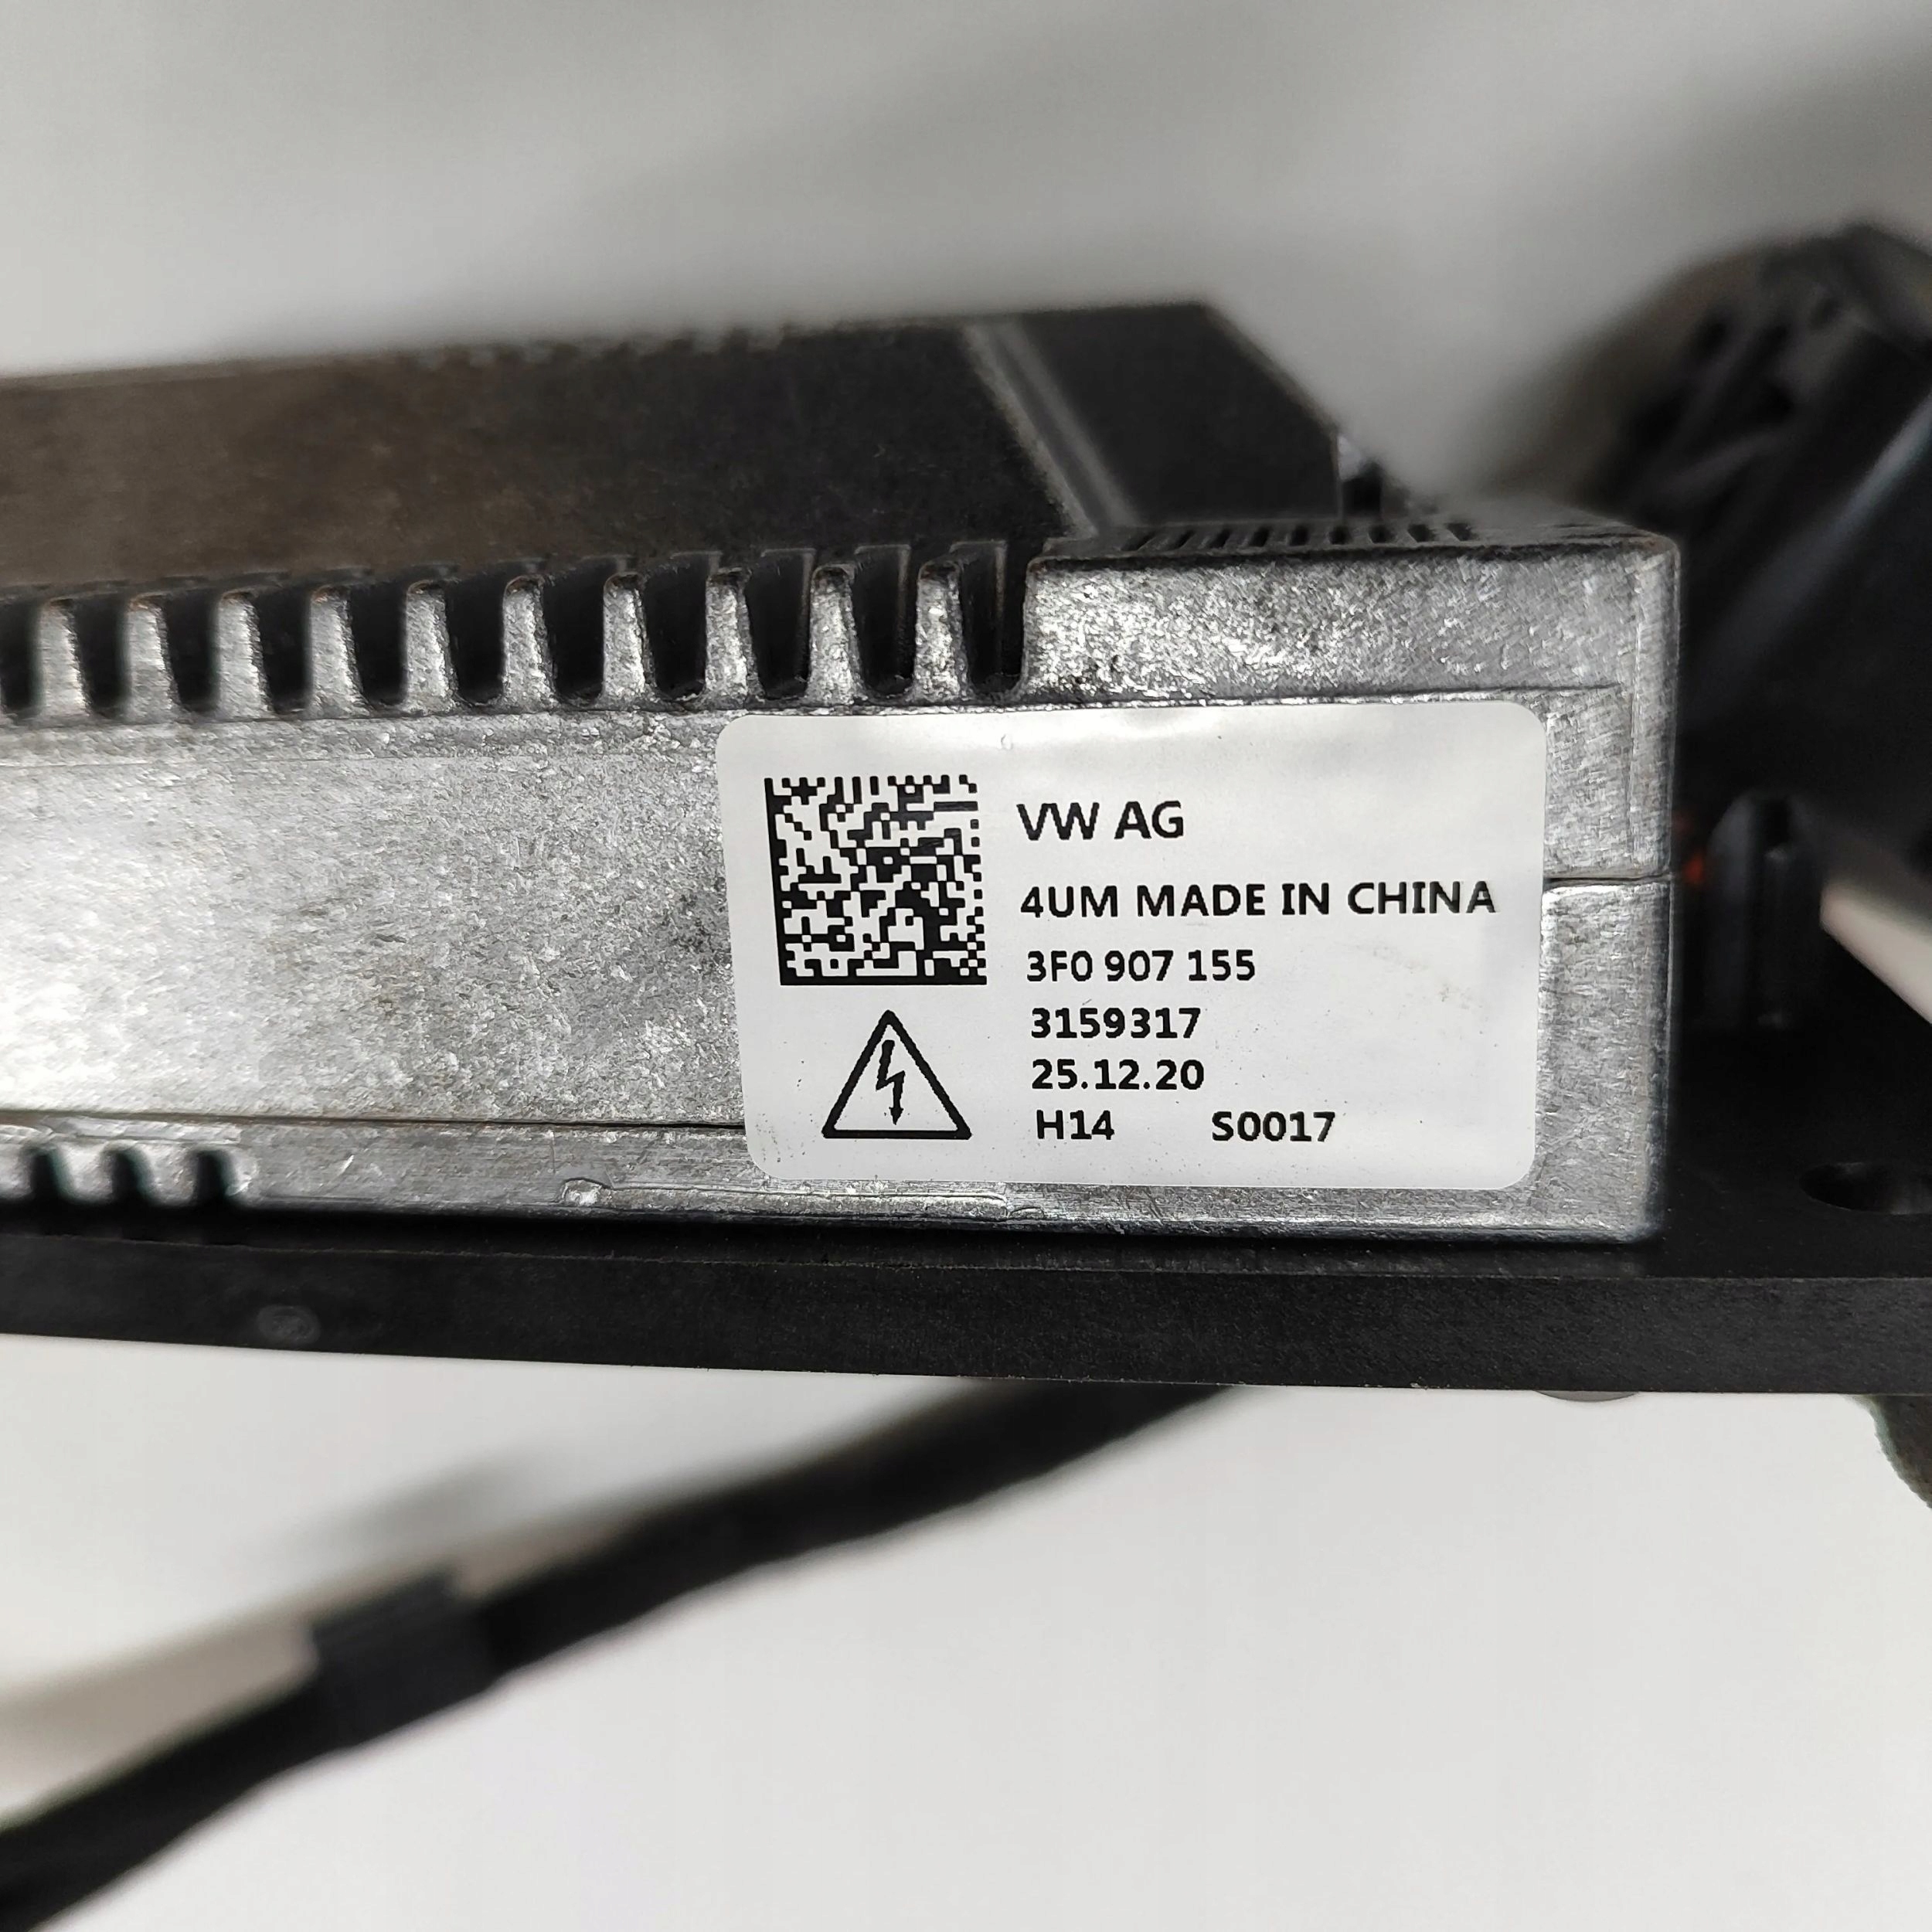 VW AG
4UM MADE IN CHINA
3F0 907 155
3159317
25.12.20
H14 S0017